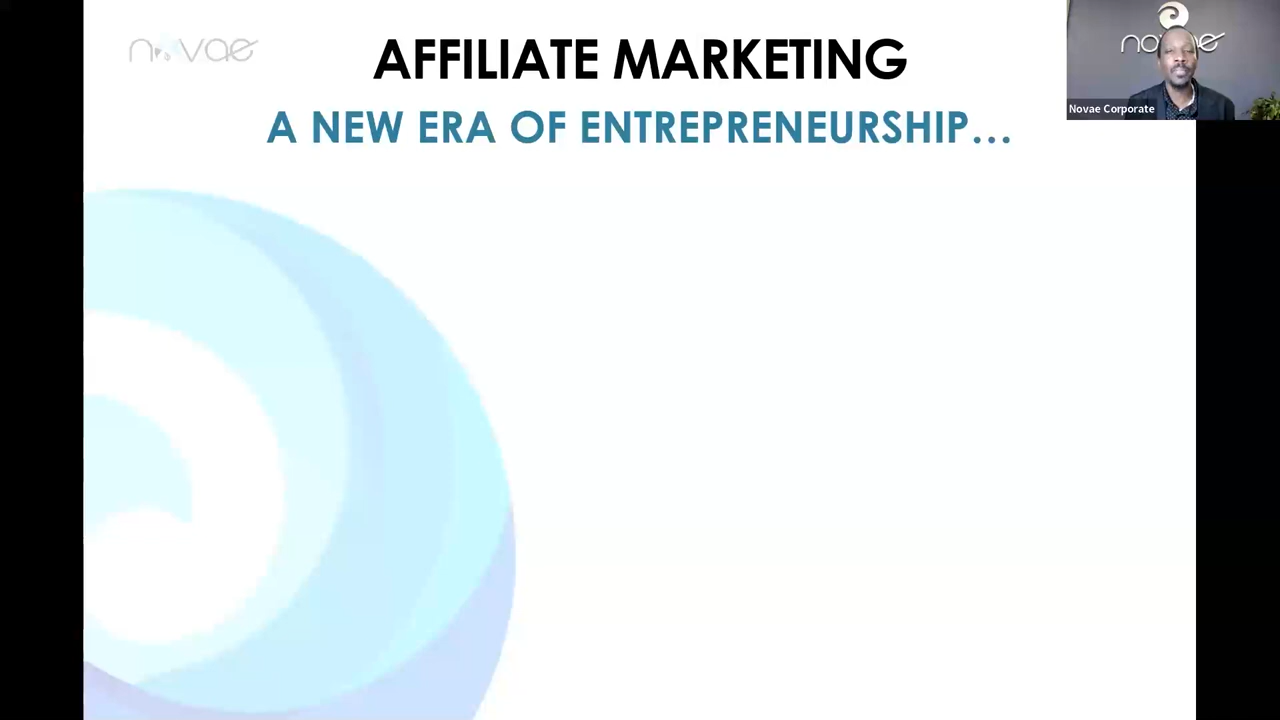 novae
AFFILIATE MARKETING
A NEW ERA OF ENTREPRENEURSHIP...
novae
Novae Corporate